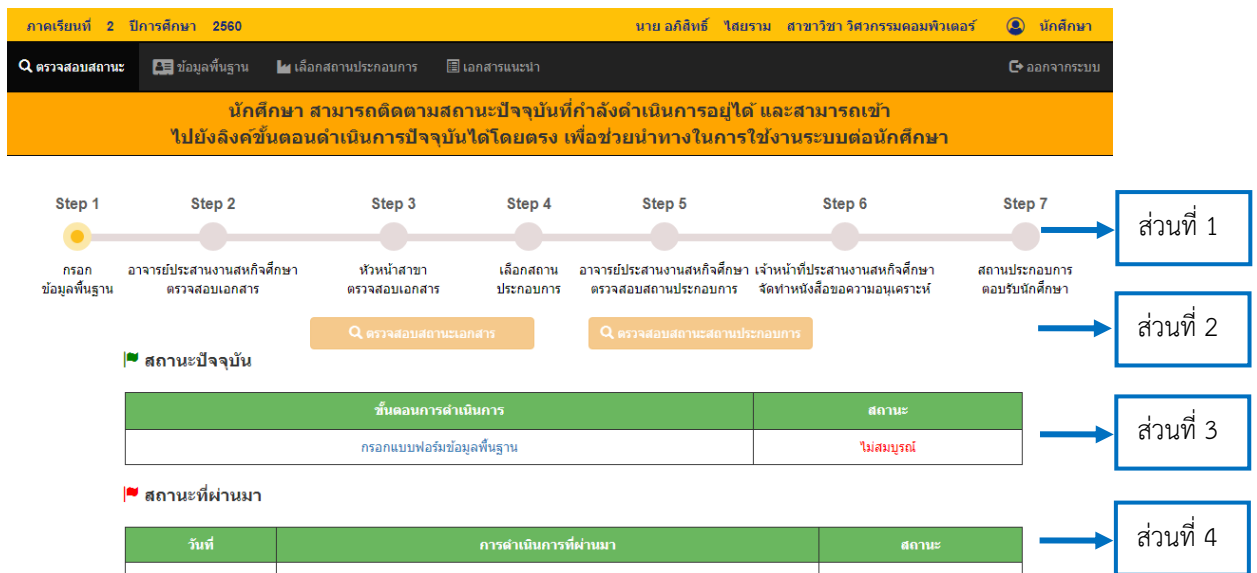 ภาคเรียนที่ 2 ปีการศึกษา 2560 นาย อภิสิทธิ์ ไสยราม สาขาวิชา วิศวกรรมคอมพิวเตอร์ นักศึกษา
ตรวจสอบสถานะ ข้อมูลพื้นฐาน เลือกสถานประกอบการ เอกสารแนะนำ ออกจากระบบ
นักศึกษา สามารถติดตามสถานะปัจจุบันที่กำลังดำเนินการอยู่ได้ และสามารถเข้า
ไปยังลิงค์ขั้นตอนดำเนินการปัจจุบันได้โดยตรง เพื่อช่วยนำทางในการใช้งานระบบต่อนักศึกษา
Step 1 Step 2 Step 3 Step 4 Step 5 Step 6 Step 7
ส่วนที่ 1
กรอก อาจารย์ประสานงานสหกิจศึกษา หัวหน้าสาขา เลือกสถาน อาจารย์ประสานงานสหกิจศึกษา เจ้าหน้าที่ประสานงานสหกิจศึกษา สถานประกอบการ
ข้อมูลพื้นฐาน ตรวจสอบเอกสาร ตรวจสอบเอกสาร ประกอบการ ตรวจสอบสถานประกอบการ จัดทำหนังสือขอความอนุเคราะห์ ตอบรับนักศึกษา
ตรวจสอบสถานะเอกสาร ตรวจสอบสถานะสถานประกอบการ ส่วนที่ 2
สถานะปัจจุบัน
ขั้นตอนการดำเนินการ สถานะ
ส่วนที่ 3
กรอกแบบฟอร์มข้อมูลพื้นฐาน ไม่สมบูรณ์
สถานะที่ผ่านมา
วันที่ การดำเนินการที่ผ่านมา สถานะ ส่วนที่ 4